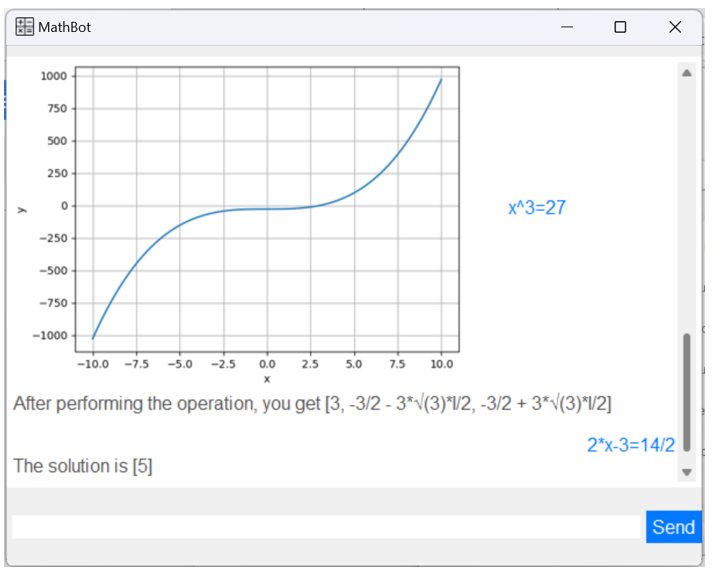 MathBot
1000
750
500
250
0
−250
−500
−750
−1000
y
−10.0 −7.5 −5.0 −2.5 0.0 2.5 5.0 7.5 10.0
x
x^3=27
After performing the operation, you get [3, -3/2 - 3*√(3)*I/2, -3/2 + 3*√(3)*I/2]
2*x-3=14/2
The solution is [5]
Send